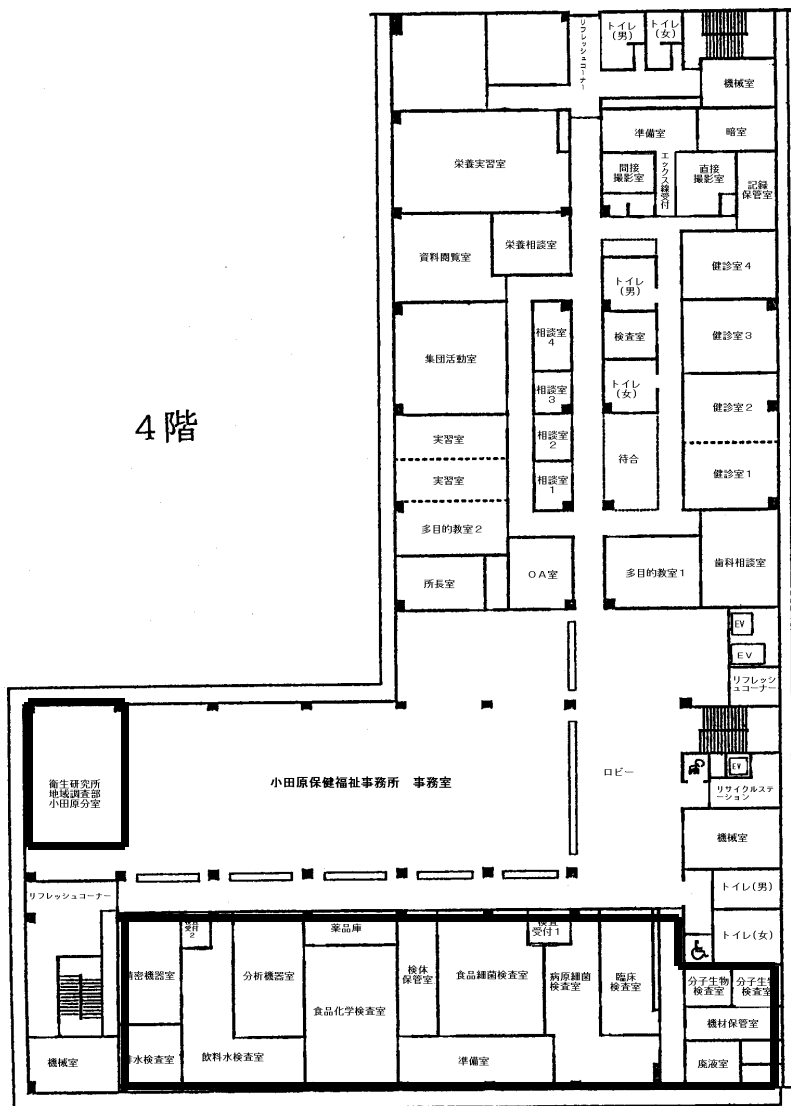 リフレッシュコーナー
トイレ
(男)
トイレ
(女)
機械室
準備室
暗室
栄養実習室
間接
撮影室
エックス線受付
直接
撮影室
記録
保管室
資料閲覧室
栄養相談室
健診室4
トイレ
(男)
集団活動室
相談室
4
検査室
健診室3
相談室
3
トイレ
(女)
健診室2
4階
実習室
相談室
2
待合
実習室
相談室
1
健診室1
多目的教室2
所長室
OA室
多目的教室1
歯科相談室
EV
EV
リフレッシ
ュコーナー
衛生研究所
地域調査部
小田原分室
小田原保健福祉事務所 事務室
ロビー
EV
リサイクルステ
ーション
機械室
リフレッシュコーナー
トイレ(男)
トイレ(女)
受付
2
薬品庫
検査
受付1
精密機器室
分析機器室
検体
保管室
食品細菌検査室
病原細菌
検査室
臨床
検査室
分子生物
検査室
分子生物
検査室
食品化学検査室
機材保管室
機械室
水検査室
飲料水検査室
準備室
廃液室